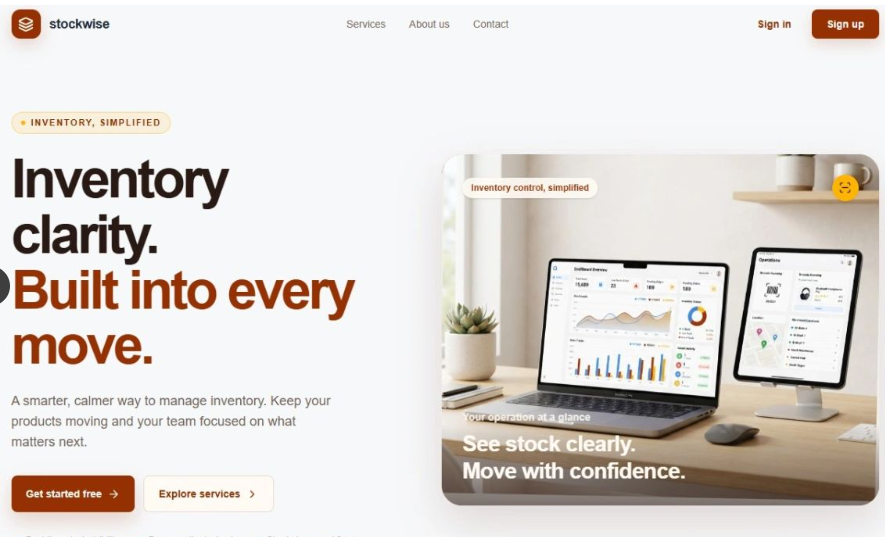 stockwise
Services
About us
Contact
Sign in
Sign up
INVENTORY, SIMPLIFIED
Inventory
clarity.
Built into every
move.
A smarter, calmer way to manage inventory. Keep your
products moving and your team focused on what
matters next.
Get started free
Explore services
Inventory control, simplified
Dashboard Overview
Operations
Your operation at a glance
See stock clearly.
Move with confidence.